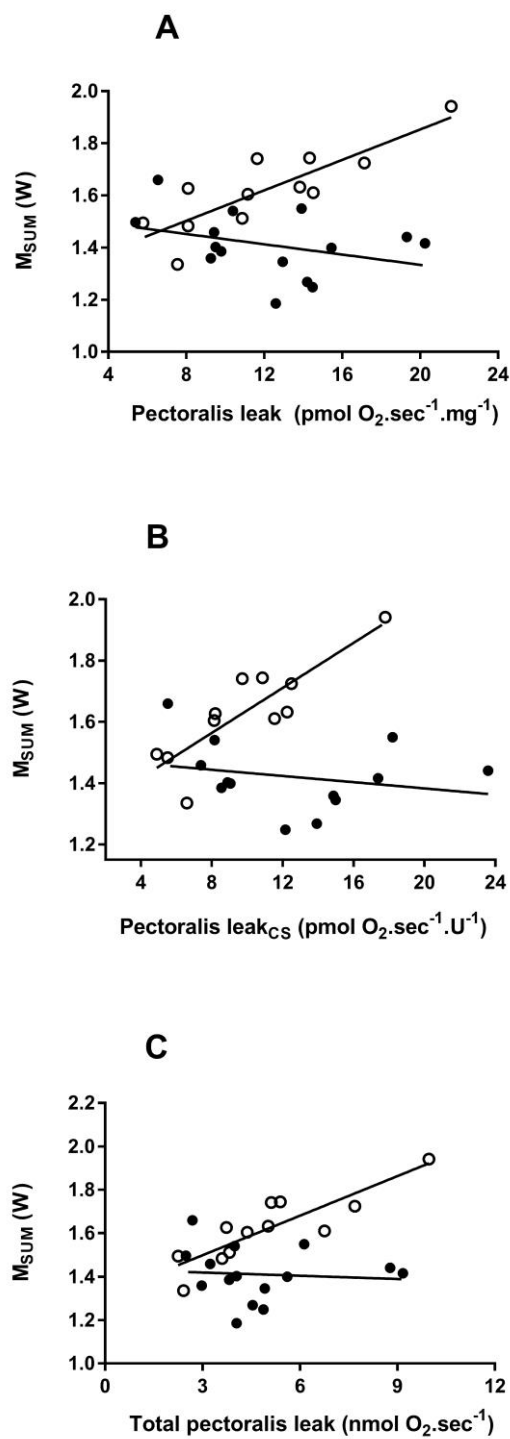 A
2.0
1.8
1.6
1.4
1.2
1.0
M_SUM (W)
4 8 12 16 20 24
Pectoralis leak (pmol O₂.sec⁻¹.mg⁻¹)
B
2.0
1.8
1.6
1.4
1.2
M_SUM (W)
4 8 12 16 20 24
Pectoralis leak_CS (pmol O₂.sec⁻¹.U⁻¹)
C
2.2
2.0
1.8
1.6
1.4
1.2
1.0
M_SUM (W)
0 3 6 9 12
Total pectoralis leak (nmol O₂.sec⁻¹)